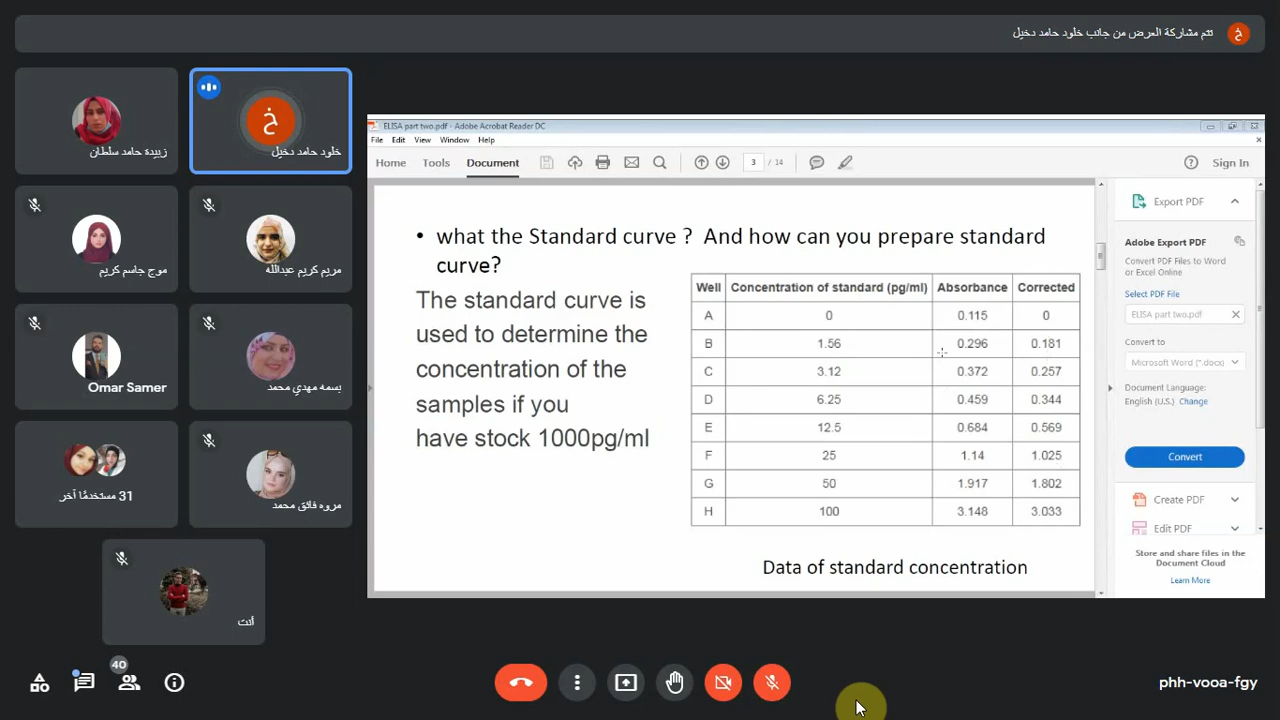 تتم مشاركة العرض من جانب خلود حامد دخيل
خ
زبيدة حامد سلطان
خ
خلود حامد دخيل
موج جاسم كريم
مريم كريم عبدالله
Omar Samer
بسمه مهدي محمد
31 مستخدمًا آخر
مروه فائق محمد
أنت
ELISA part two.pdf - Adobe Acrobat Reader DC
File Edit View Window Help
Home Tools Document 3 / 14 Sign In
• what the Standard curve ? And how can you prepare standard
curve?
The standard curve is
used to determine the
concentration of the
samples if you
have stock 1000pg/ml
Well Concentration of standard (pg/ml) Absorbance Corrected
A 0 0.115 0
B 1.56 0.296 0.181
C 3.12 0.372 0.257
D 6.25 0.459 0.344
E 12.5 0.684 0.569
F 25 1.14 1.025
G 50 1.917 1.802
H 100 3.148 3.033
Data of standard concentration
Export PDF
Adobe Export PDF
Convert PDF Files to Word
or Excel Online
Select PDF File
ELISA part two.pdf
Convert to
Microsoft Word (*.docx)
Document Language:
English (U.S.) Change
Convert
Create PDF
Edit PDF
Store and share files in the
Document Cloud
Learn More
40
phh-vooa-fgy